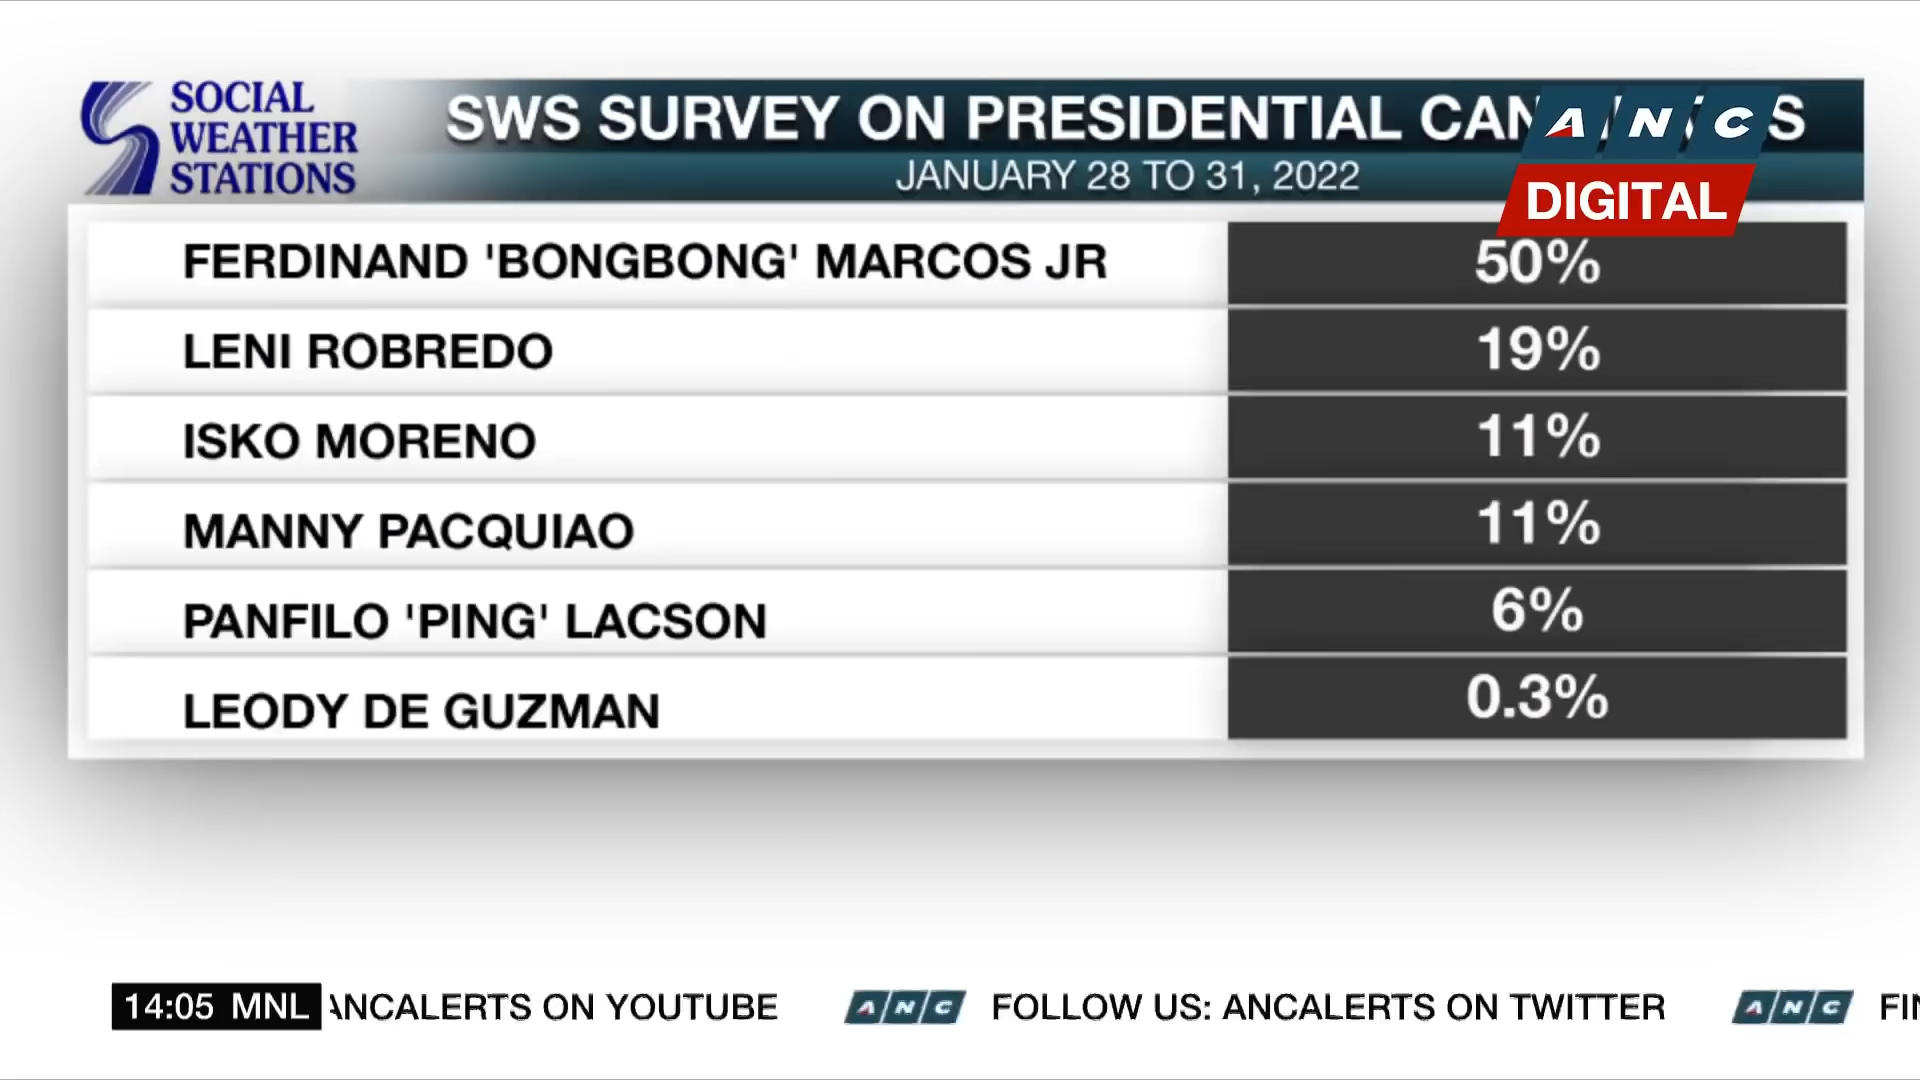 SOCIAL
WEATHER
STATIONS
SWS SURVEY ON PRESIDENTIAL
JANUARY 28 TO 31, 2022
ANC
DIGITAL
FERDINAND 'BONGBONG' MARCOS JR 50%
LENI ROBREDO 19%
ISKO MORENO 11%
MANNY PACQUIAO 11%
PANFILO 'PING' LACSON 6%
LEODY DE GUZMAN 0.3%
14:05 MNL ANCALERTS ON YOUTUBE ANC FOLLOW US: ANCALERTS ON TWITTER ANC